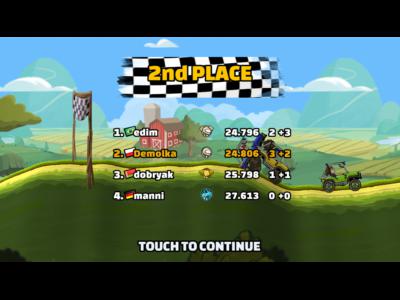 2nd PLACE
1. edim 24.796 2 +3
2. Demolka 24.806 3 +2
3. dobryak 25.798 1 +1
4. manni 27.613 0 +0
TOUCH TO CONTINUE